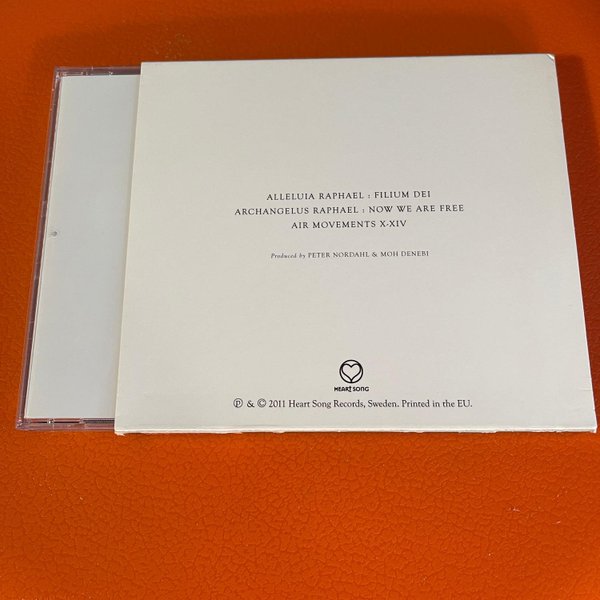 ALLELUIA RAPHAEL : FILIUM DEI
ARCHANGELUS RAPHAEL : NOW WE ARE FREE
AIR MOVEMENTS X-XIV
Produced by PETER NORDAHL & MOH DENEBI
HEART SONG
℗ & © 2011 Heart Song Records, Sweden. Printed in the EU.